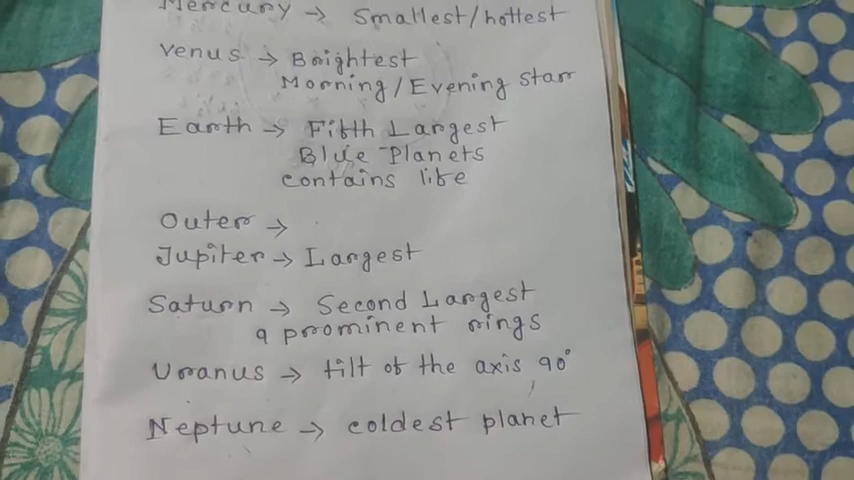 Mercury → Smallest/hottest
Venus → Brightest
Morning/Evening star
Earth → Fifth Largest
Blue Planets
contains life
Outer →
Jupiter → Largest
Saturn → Second Largest
9 prominent rings
Uranus → tilt of the axis 90°
Neptune → coldest planet